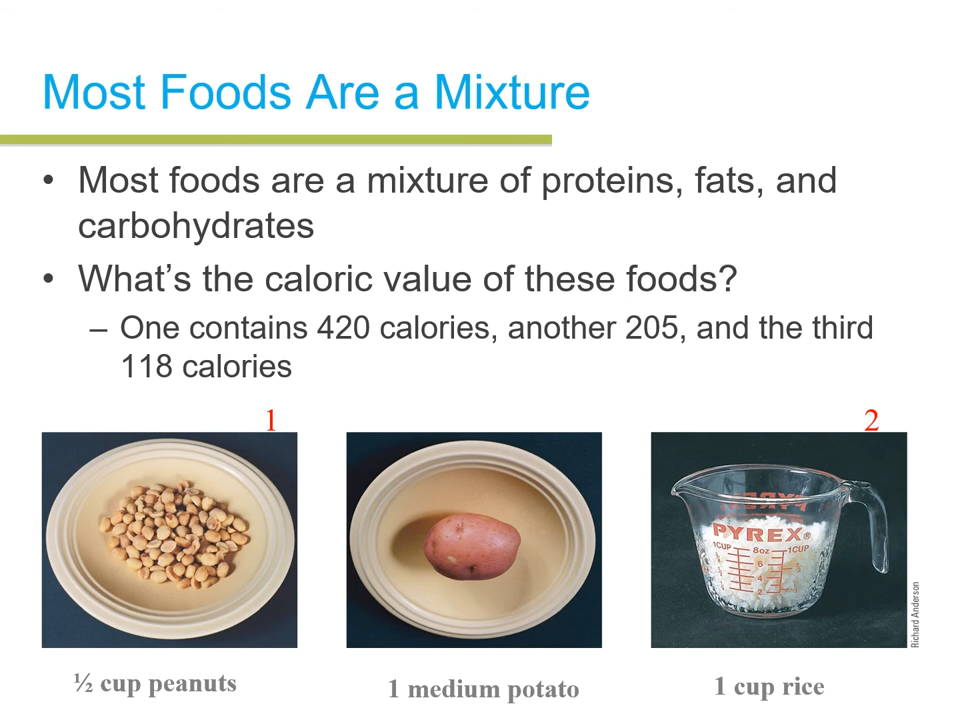 Most Foods Are a Mixture
• Most foods are a mixture of proteins, fats, and
carbohydrates
• What’s the caloric value of these foods?
– One contains 420 calories, another 205, and the third
118 calories
1
2
PYREX®
1CUP 8oz 1CUP
6
4
2
Richard Anderson
½ cup peanuts
1 medium potato
1 cup rice